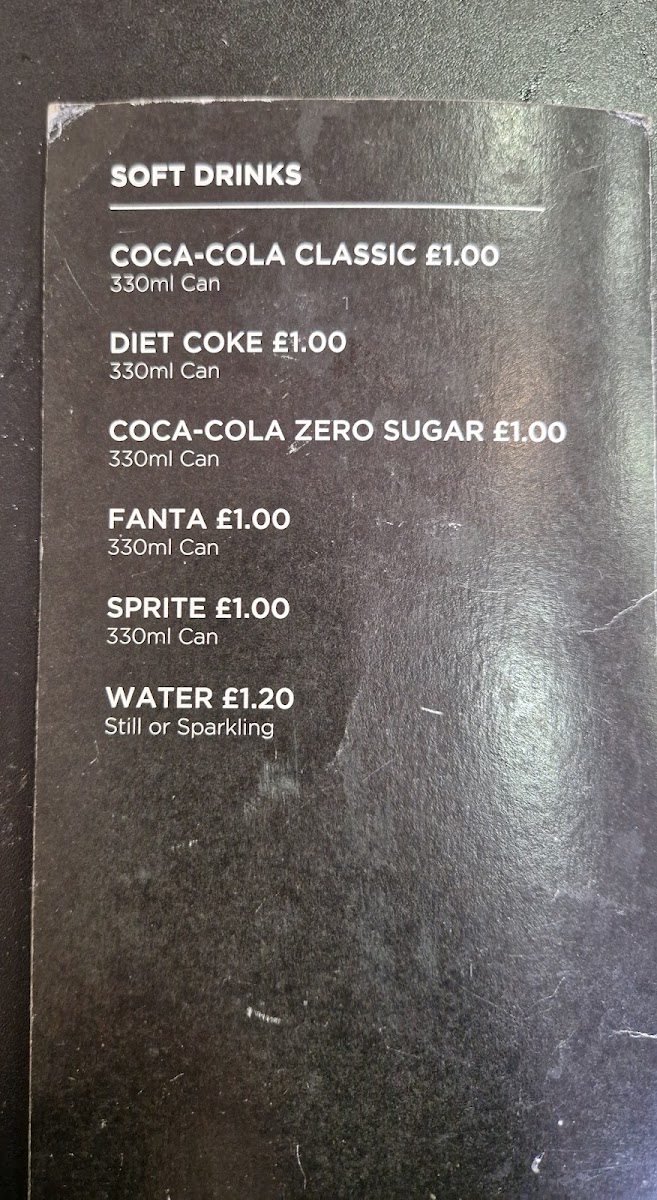 SOFT DRINKS
COCA-COLA CLASSIC £1.00
330ml Can
DIET COKE £1.00
330ml Can
COCA-COLA ZERO SUGAR £1.00
330ml Can
FANTA £1.00
330ml Can
SPRITE £1.00
330ml Can
WATER £1.20
Still or Sparkling